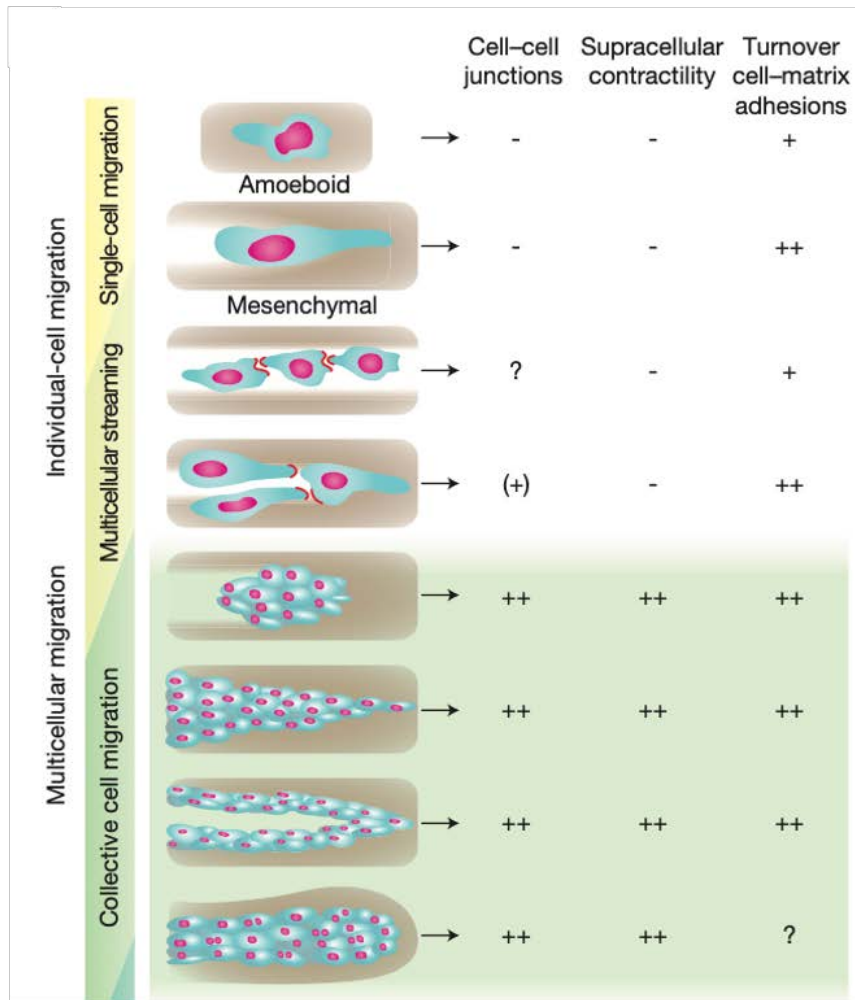 Cell–cell junctions
Supracellular contractility
Turnover cell–matrix adhesions
Individual-cell migration
Multicellular migration
Single-cell migration
Multicellular streaming
Collective cell migration
- - +
Amoeboid
- - ++
Mesenchymal
? - +
(+) - ++
++ ++ ++
++ ++ ++
++ ++ ++
++ ++ ?